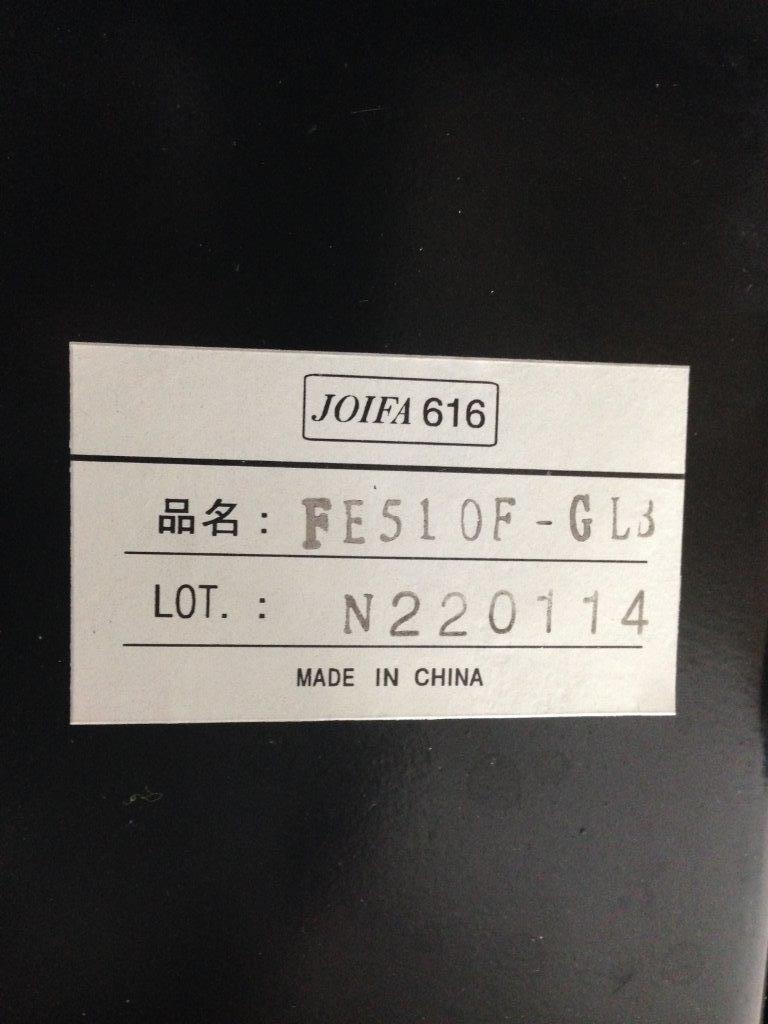 JOIFA 616
品名: FE510F-GLB
LOT. : N220114
MADE IN CHINA